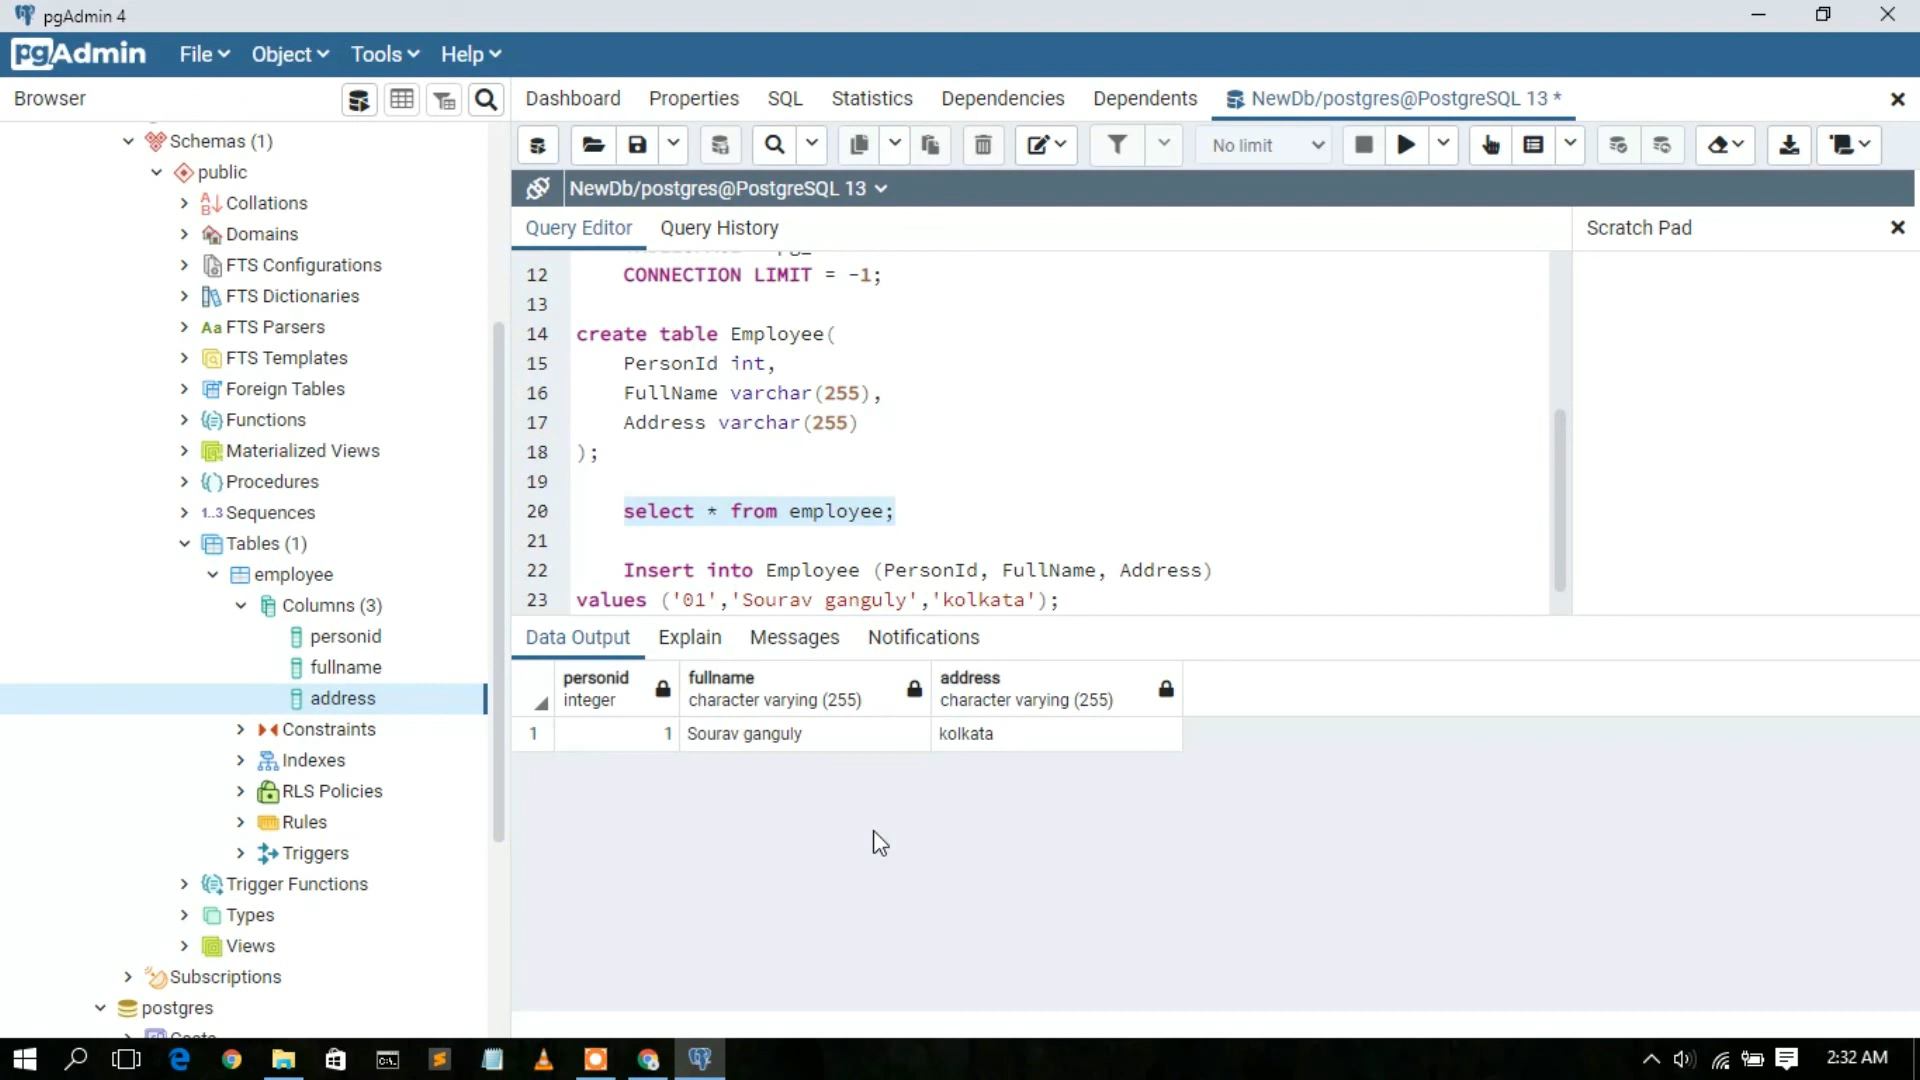 pgAdmin 4
pgAdmin File Object Tools Help
Browser
Dashboard Properties SQL Statistics Dependencies Dependents NewDb/postgres@PostgreSQL 13 *
No limit
NewDb/postgres@PostgreSQL 13
Query Editor Query History
Scratch Pad
Schemas (1)
public
Collations
Domains
FTS Configurations
FTS Dictionaries
Aa FTS Parsers
FTS Templates
Foreign Tables
Functions
Materialized Views
Procedures
1..3 Sequences
Tables (1)
employee
Columns (3)
personid
fullname
address
Constraints
Indexes
RLS Policies
Rules
Triggers
Trigger Functions
Types
Views
Subscriptions
postgres
12 CONNECTION LIMIT = -1;
13
14 create table Employee(
15 PersonId int,
16 FullName varchar(255),
17 Address varchar(255)
18 );
19
20 select * from employee;
21
22 Insert into Employee (PersonId, FullName, Address)
23 values ('01','Sourav ganguly','kolkata');
Data Output Explain Messages Notifications
personid fullname address
integer character varying (255) character varying (255)
1 1 Sourav ganguly kolkata
2:32 AM